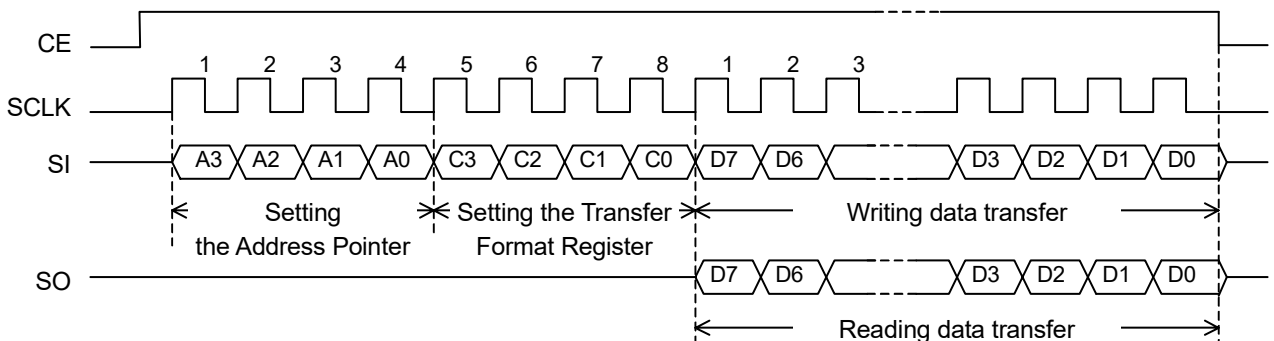 CE
1 2 3 4 5 6 7 8 1 2 3
SCLK
SI A3 A2 A1 A0 C3 C2 C1 C0 D7 D6 D3 D2 D1 D0
Setting Setting the Transfer Writing data transfer
the Address Pointer Format Register
SO D7 D6 D3 D2 D1 D0
Reading data transfer